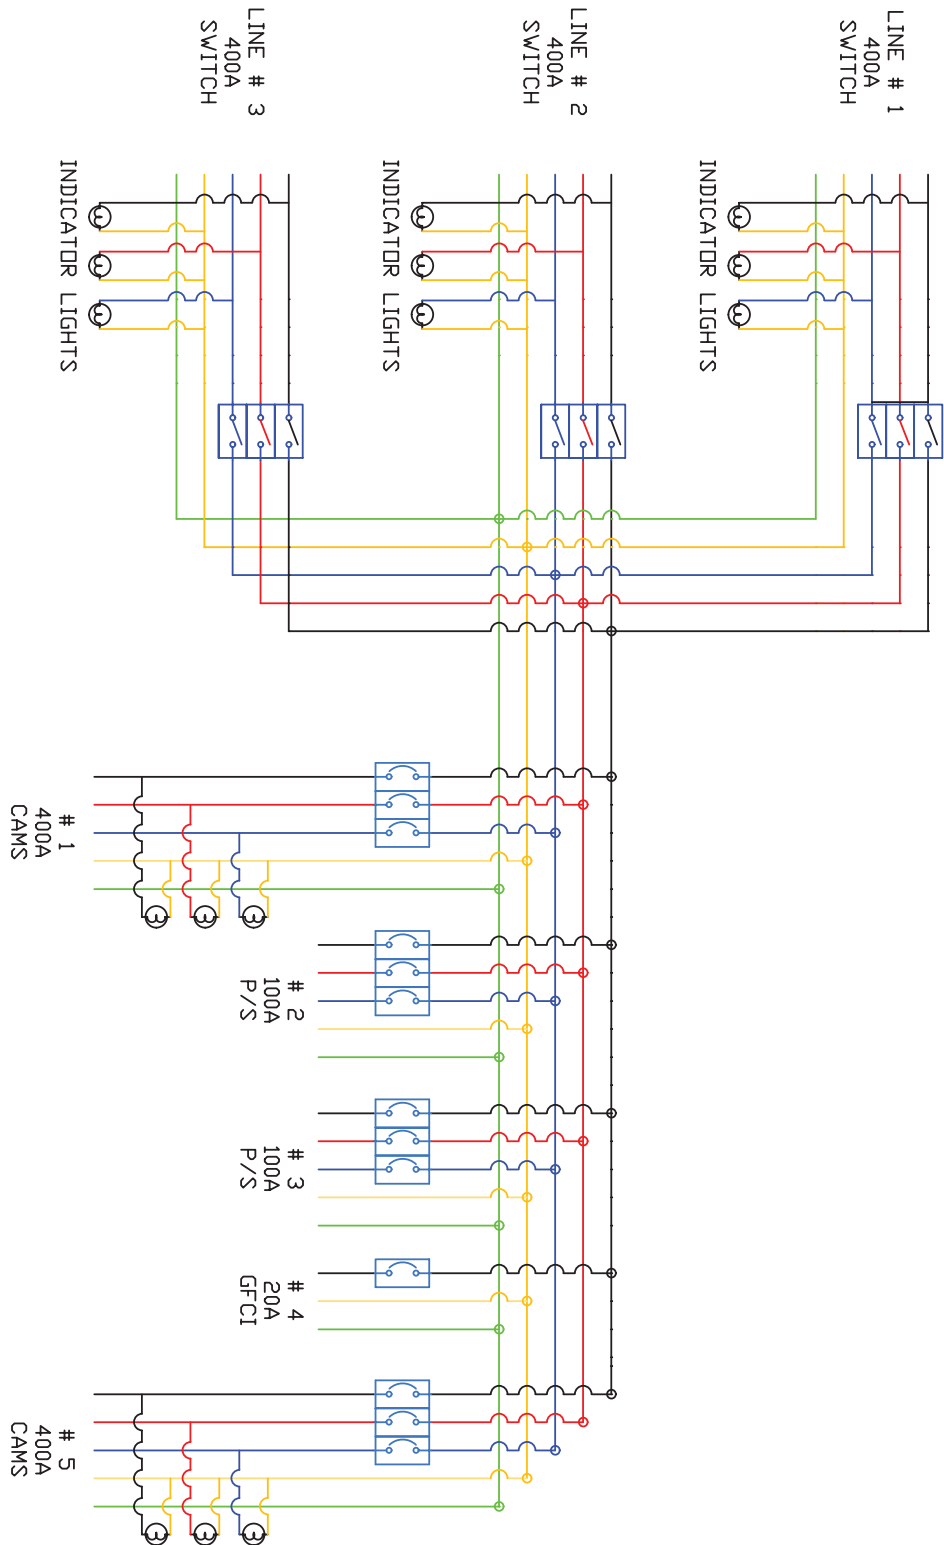 LINE # 1
400A
SWITCH
INDICATOR LIGHTS
LINE # 2
400A
SWITCH
INDICATOR LIGHTS
LINE # 3
400A
SWITCH
INDICATOR LIGHTS
# 1
400A
CAMS
# 2
100A
P/S
# 3
100A
P/S
# 4
20A
GFCI
# 5
400A
CAMS